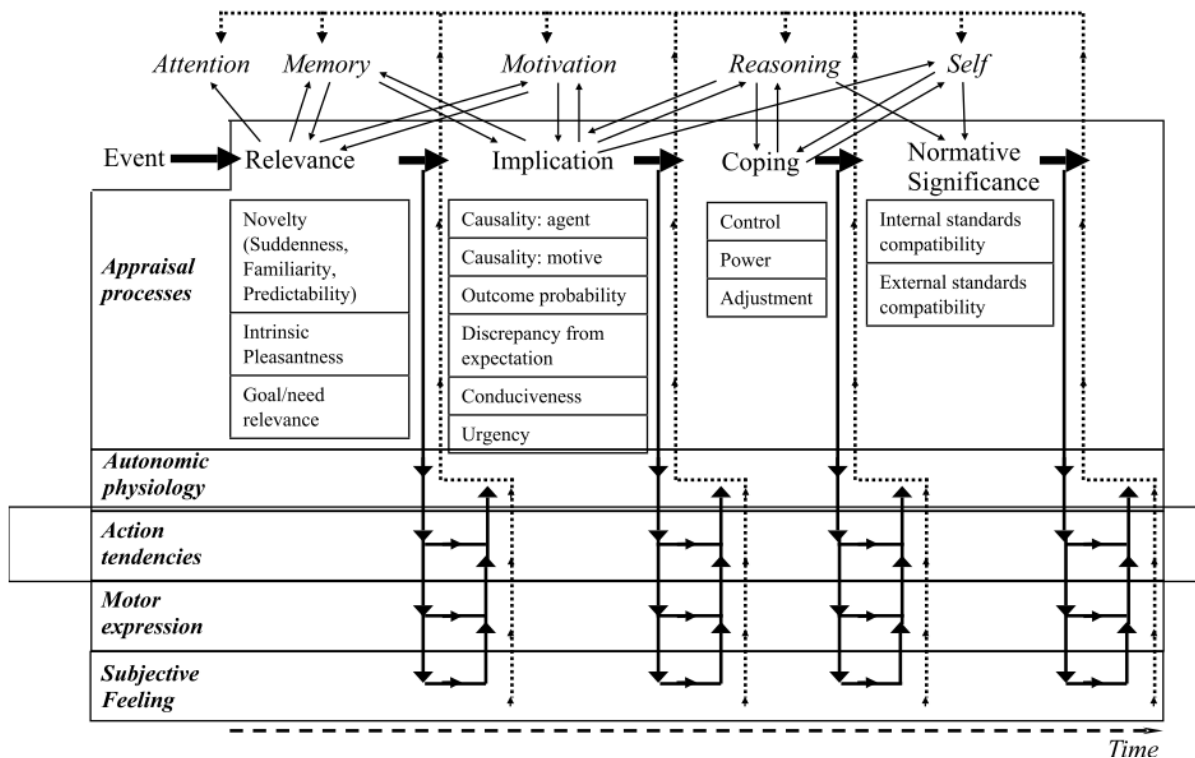 Attention Memory Motivation Reasoning Self
Event Relevance Implication Coping Normative
Significance
Appraisal
processes
Novelty
(Suddenness,
Familiarity,
Predictability)
Intrinsic
Pleasantness
Goal/need
relevance
Causality: agent
Causality: motive
Outcome probability
Discrepancy from
expectation
Conduciveness
Urgency
Control
Power
Adjustment
Internal standards
compatibility
External standards
compatibility
Autonomic
physiology
Action
tendencies
Motor
expression
Subjective
Feeling
Time